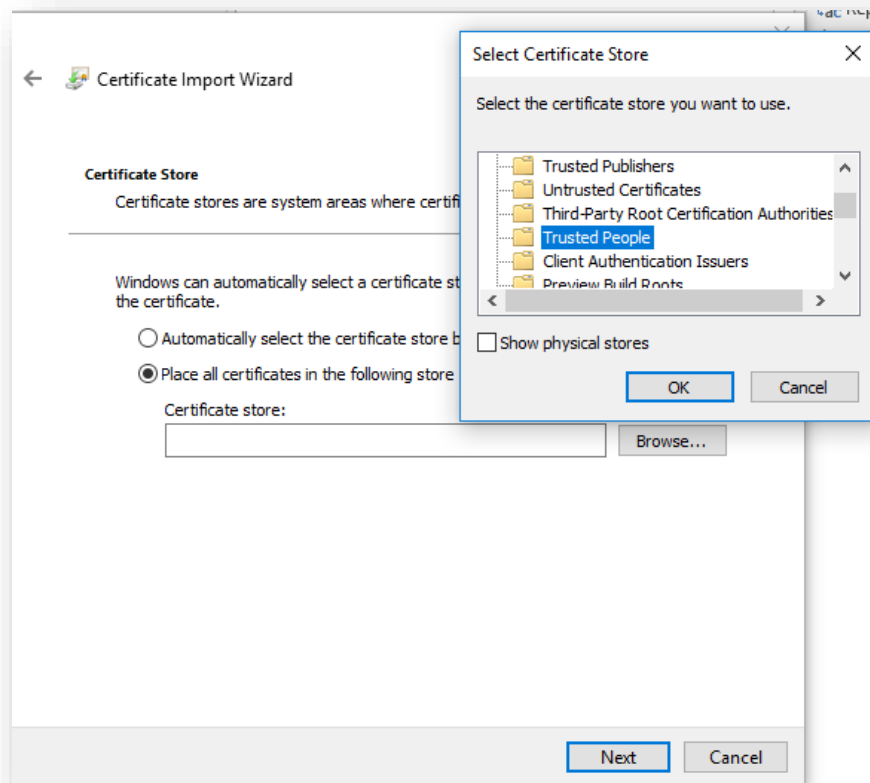 Certificate Import Wizard
Certificate Store
Certificate stores are system areas where certifi
Windows can automatically select a certificate st
the certificate.
Automatically select the certificate store b
Place all certificates in the following store
Certificate store:
Browse...
Next
Cancel
Select Certificate Store
Select the certificate store you want to use.
Trusted Publishers
Untrusted Certificates
Third-Party Root Certification Authorities
Trusted People
Client Authentication Issuers
Preview Build Roots
Show physical stores
OK
Cancel